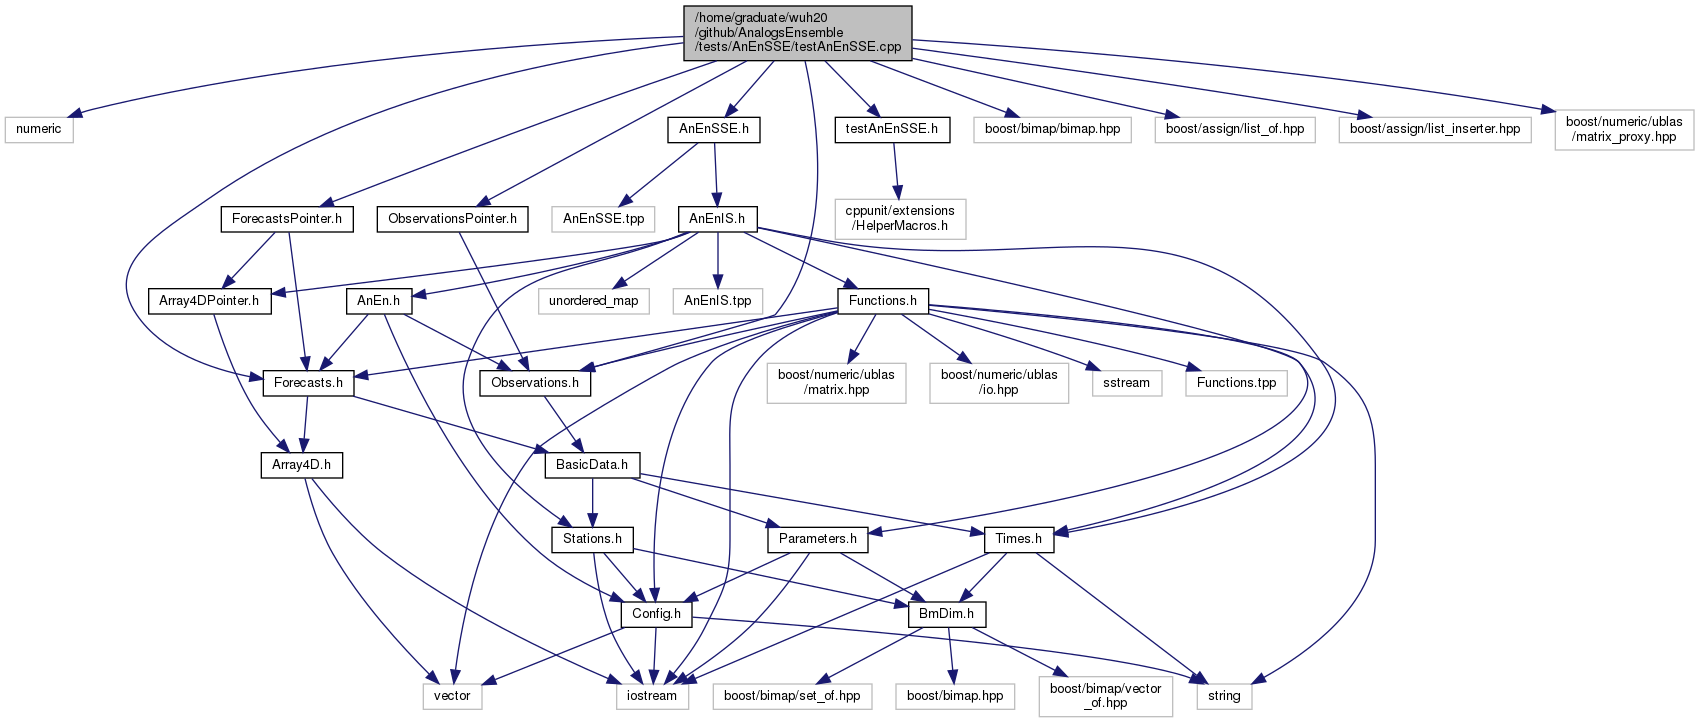 /home/graduate/wuh20
/github/AnalogsEnsemble
/tests/AnEnSSE/testAnEnSSE.cpp
numeric
AnEnSSE.h
testAnEnSSE.h
boost/bimap/bimap.hpp
boost/assign/list_of.hpp
boost/assign/list_inserter.hpp
boost/numeric/ublas
/matrix_proxy.hpp
ForecastsPointer.h
ObservationsPointer.h
AnEnSSE.tpp
AnEnIS.h
cppunit/extensions
/HelperMacros.h
Array4DPointer.h
AnEn.h
unordered_map
AnEnIS.tpp
Functions.h
Forecasts.h
Observations.h
boost/numeric/ublas
/matrix.hpp
boost/numeric/ublas
/io.hpp
sstream
Functions.tpp
Array4D.h
BasicData.h
Stations.h
Parameters.h
Times.h
Config.h
BmDim.h
vector
iostream
boost/bimap/set_of.hpp
boost/bimap.hpp
boost/bimap/vector
_of.hpp
string